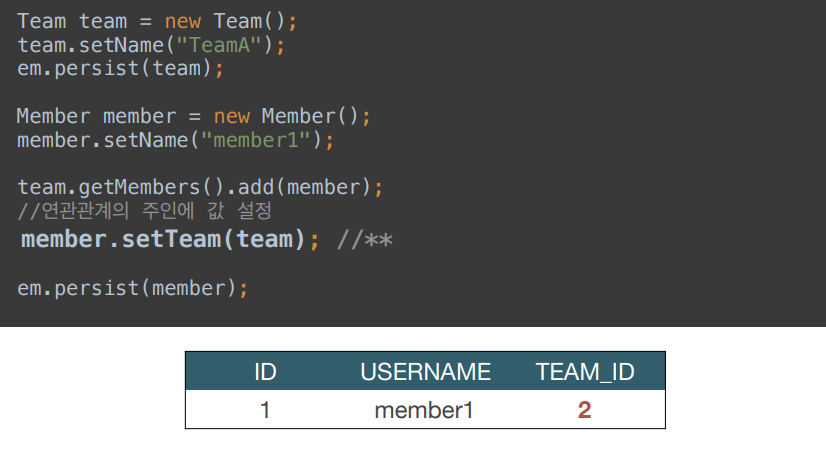 Team team = new Team();
team.setName("TeamA");
em.persist(team);
Member member = new Member();
member.setName("member1");
team.getMembers().add(member);
//연관관계의 주인에 값 설정
member.setTeam(team); //**
em.persist(member);
ID USERNAME TEAM_ID
1 member1 2